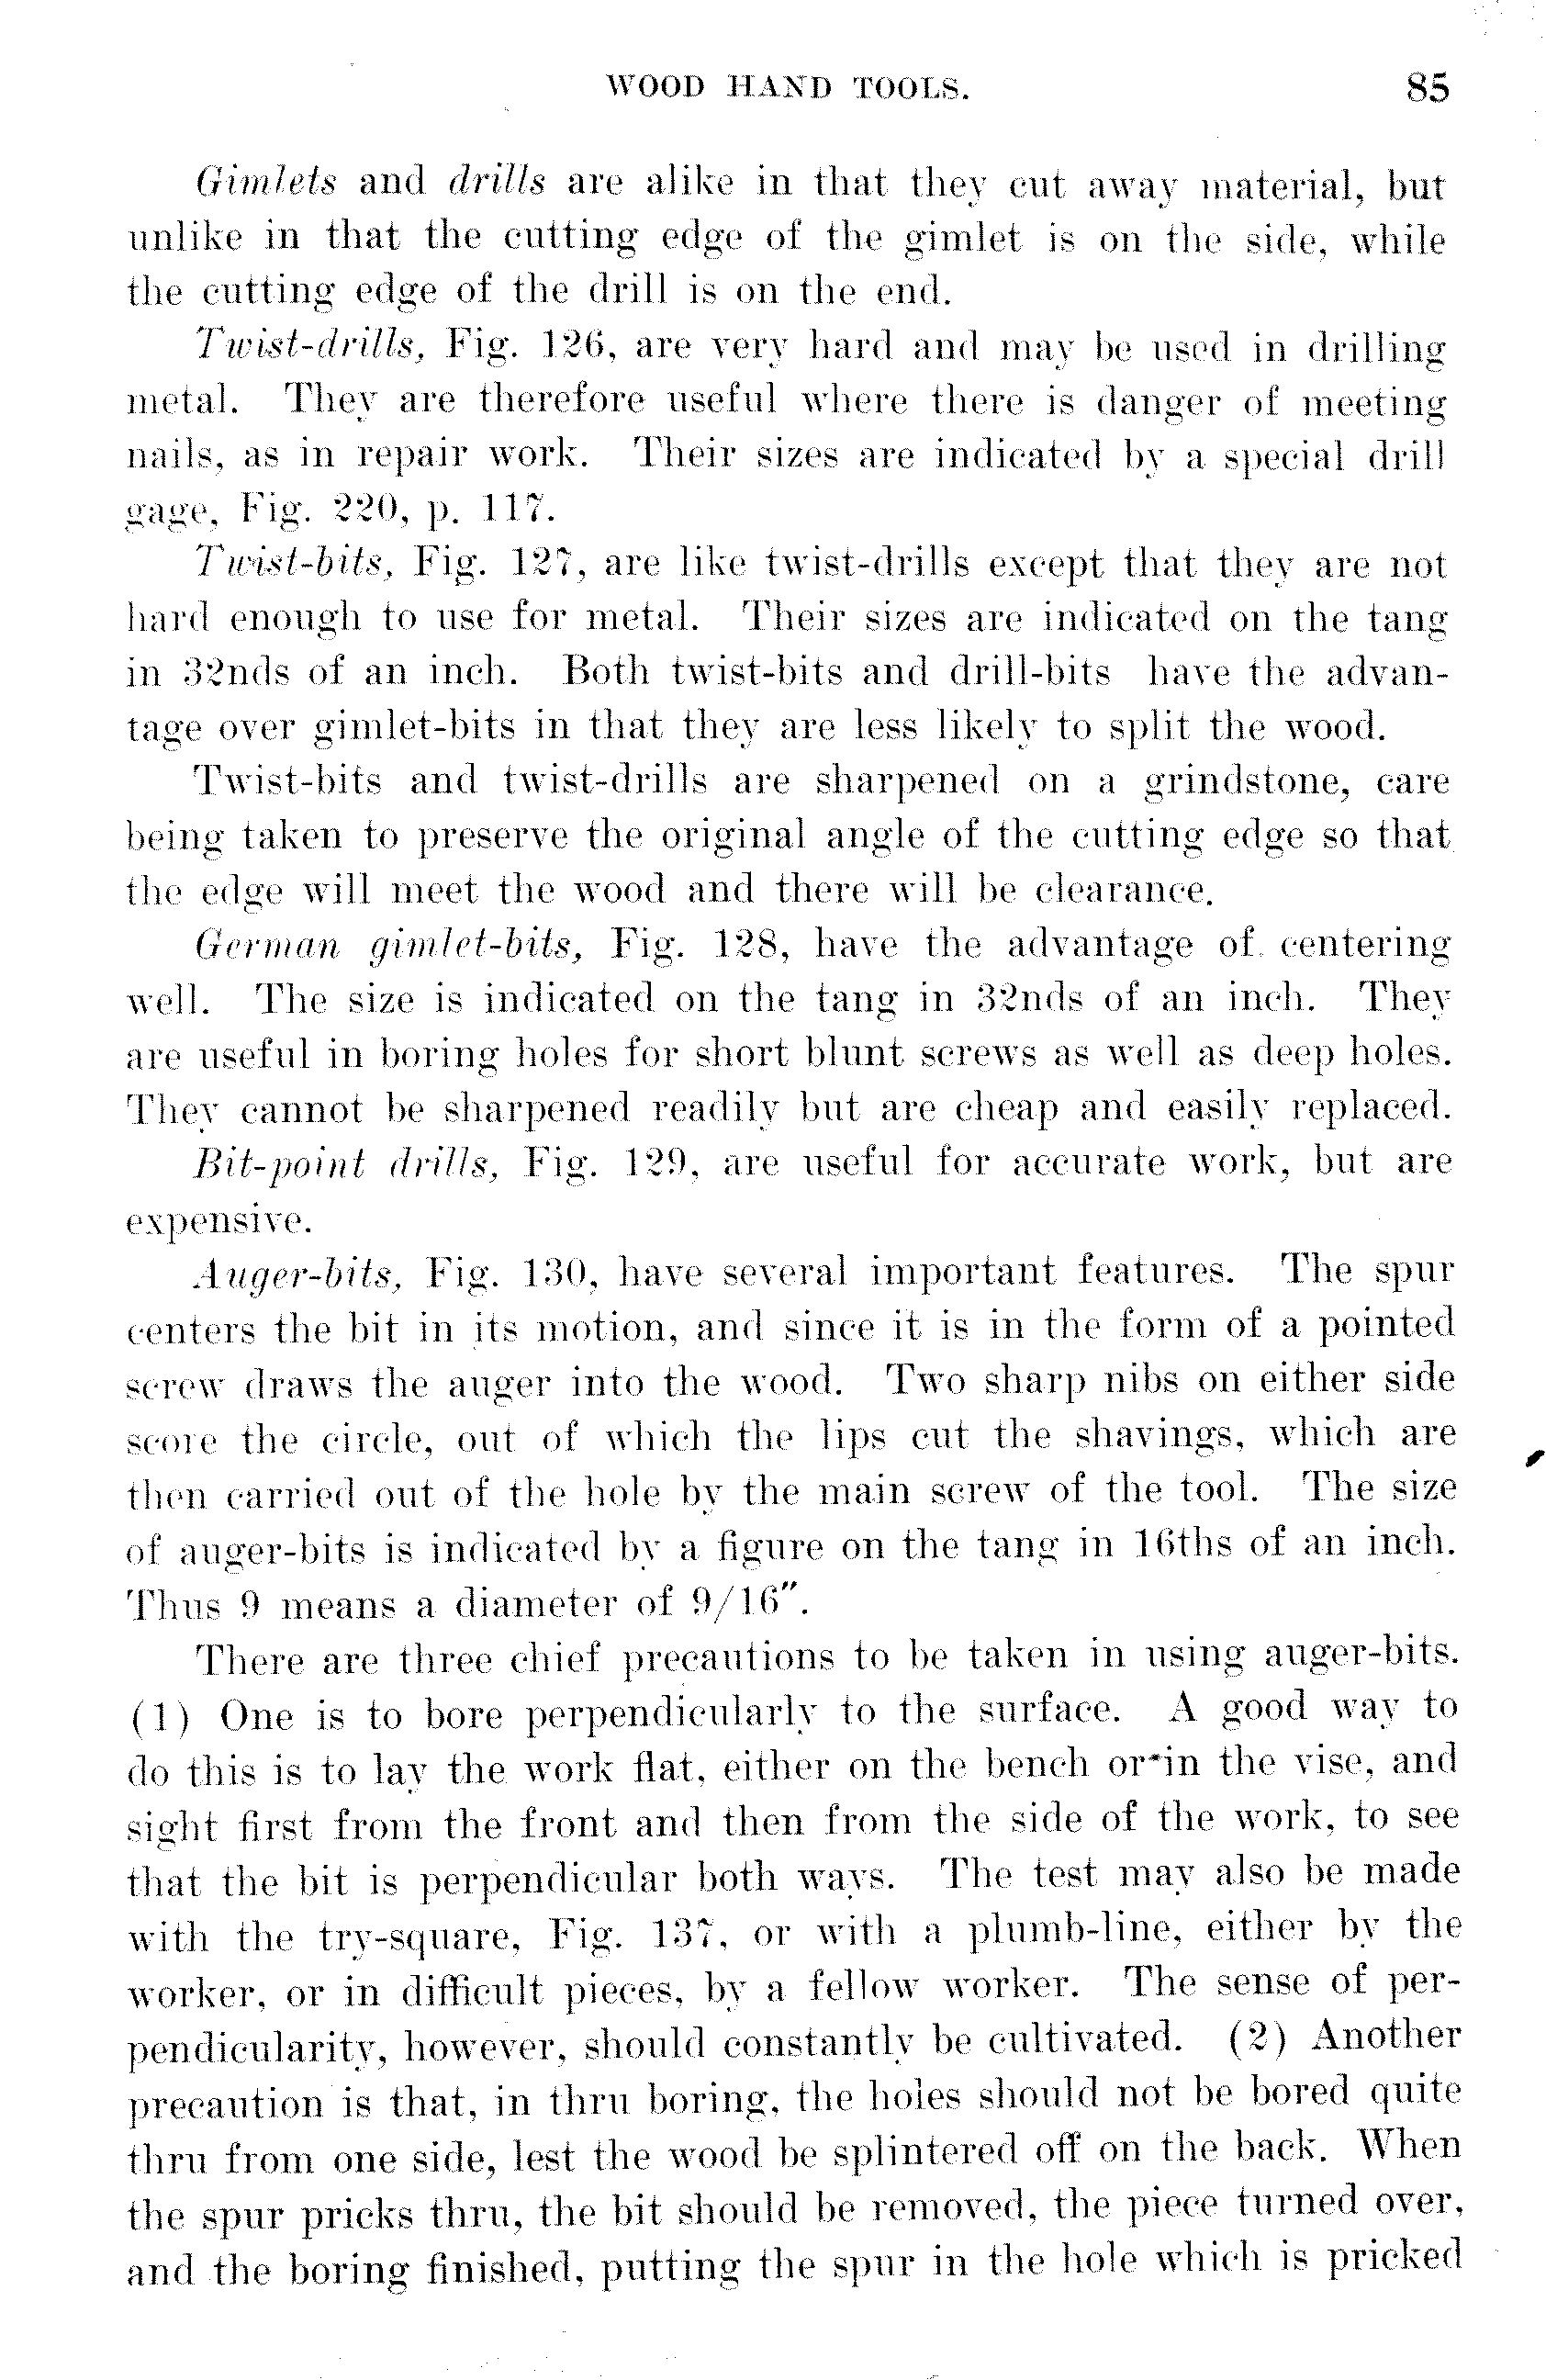 WOOD HAND TOOLS. 85
Gimlets and drills are alike in that they cut away material, but
unlike in that the cutting edge of the gimlet is on the side, while
the cutting edge of the drill is on the end.
Twist-drills, Fig. 126, are very hard and may be used in drilling
metal. They are therefore useful where there is danger of meeting
nails, as in repair work. Their sizes are indicated by a special drill
gage, Fig. 220, p. 117.
Twist-bits, Fig. 127, are like twist-drills except that they are not
hard enough to use for metal. Their sizes are indicated on the tang
in 32nds of an inch. Both twist-bits and drill-bits have the advan-
tage over gimlet-bits in that they are less likely to split the wood.
Twist-bits and twist-drills are sharpened on a grindstone, care
being taken to preserve the original angle of the cutting edge so that
the edge will meet the wood and there will be clearance.
German gimlet-bits, Fig. 128, have the advantage of centering
well. The size is indicated on the tang in 32nds of an inch. They
are useful in boring holes for short blunt screws as well as deep holes.
They cannot be sharpened readily but are cheap and easily replaced.
Bit-point drills, Fig. 129, are useful for accurate work, but are
expensive.
Auger-bits, Fig. 130, have several important features. The spur
centers the bit in its motion, and since it is in the form of a pointed
screw draws the auger into the wood. Two sharp nibs on either side
score the circle, out of which the lips cut the shavings, which are
then carried out of the hole by the main screw of the tool. The size
of auger-bits is indicated by a figure on the tang in 16ths of an inch.
Thus 9 means a diameter of 9/16".
There are three chief precautions to be taken in using auger-bits.
(1) One is to bore perpendicularly to the surface. A good way to
do this is to lay the work flat, either on the bench or in the vise, and
sight first from the front and then from the side of the work, to see
that the bit is perpendicular both ways. The test may also be made
with the try-square, Fig. 137, or with a plumb-line, either by the
worker, or in difficult pieces, by a fellow worker. The sense of per-
pendicularity, however, should constantly be cultivated. (2) Another
precaution is that, in thru boring, the holes should not be bored quite
thru from one side, lest the wood be splintered off on the back. When
the spur pricks thru, the bit should be removed, the piece turned over,
and the boring finished, putting the spur in the hole which is pricked